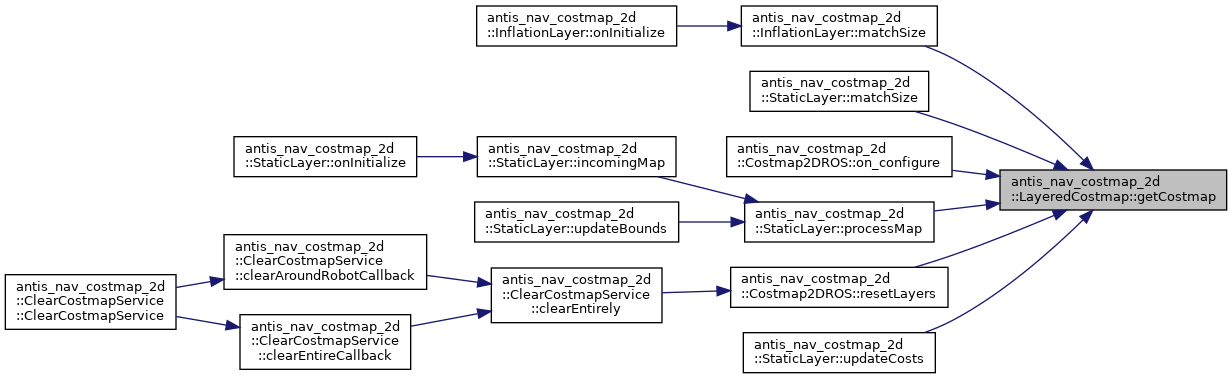 antis_nav_costmap_2d
::InflationLayer::onInitialize
antis_nav_costmap_2d
::InflationLayer::matchSize
antis_nav_costmap_2d
::StaticLayer::matchSize
antis_nav_costmap_2d
::StaticLayer::onInitialize
antis_nav_costmap_2d
::StaticLayer::incomingMap
antis_nav_costmap_2d
::Costmap2DROS::on_configure
antis_nav_costmap_2d
::LayeredCostmap::getCostmap
antis_nav_costmap_2d
::StaticLayer::updateBounds
antis_nav_costmap_2d
::StaticLayer::processMap
antis_nav_costmap_2d
::ClearCostmapService
::clearAroundRobotCallback
antis_nav_costmap_2d
::ClearCostmapService
::ClearCostmapService
antis_nav_costmap_2d
::ClearCostmapService
::clearEntirely
antis_nav_costmap_2d
::Costmap2DROS::resetLayers
antis_nav_costmap_2d
::ClearCostmapService
::clearEntireCallback
antis_nav_costmap_2d
::StaticLayer::updateCosts